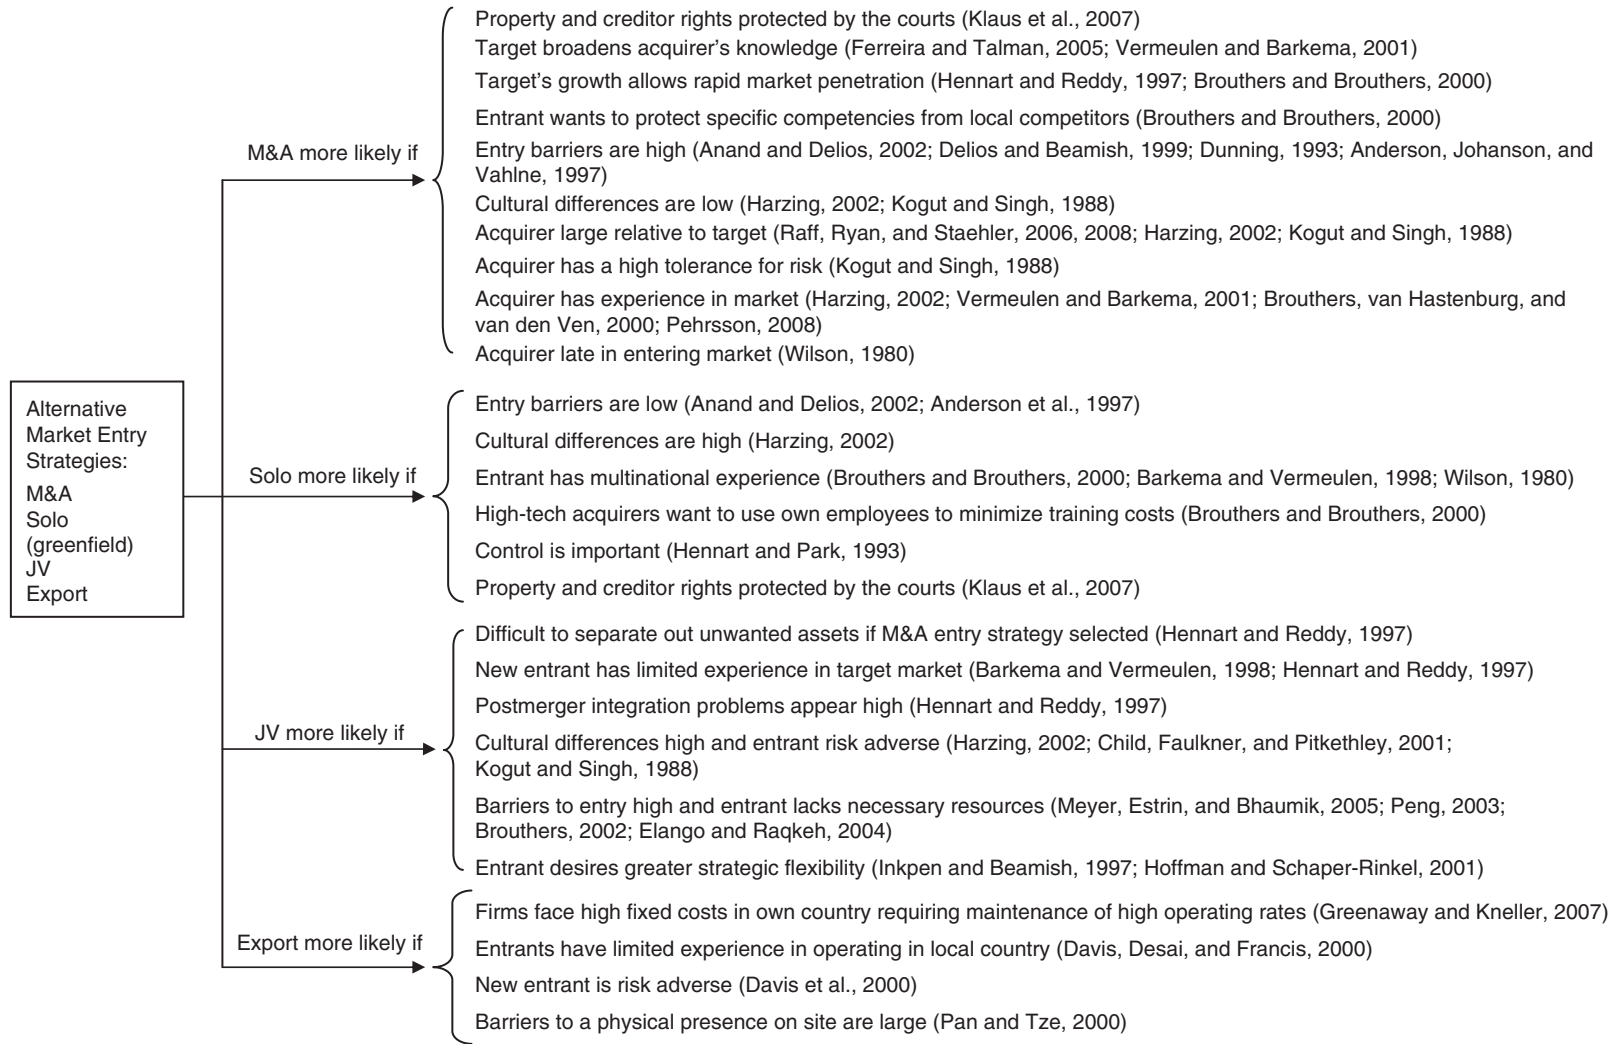 Property and creditor rights protected by the courts (Klaus et al., 2007)
Target broadens acquirer's knowledge (Ferreira and Talman, 2005; Vermeulen and Barkema, 2001)
Target's growth allows rapid market penetration (Hennart and Reddy, 1997; Brouthers and Brouthers, 2000)
Entrant wants to protect specific competencies from local competitors (Brouthers and Brouthers, 2000)
M&A more likely if
Entry barriers are high (Anand and Delios, 2002; Delios and Beamish, 1999; Dunning, 1993; Anderson, Johanson, and
Vahlne, 1997)
Cultural differences are low (Harzing, 2002; Kogut and Singh, 1988)
Acquirer large relative to target (Raff, Ryan, and Staehler, 2006, 2008; Harzing, 2002; Kogut and Singh, 1988)
Acquirer has a high tolerance for risk (Kogut and Singh, 1988)
Acquirer has experience in market (Harzing, 2002; Vermeulen and Barkema, 2001; Brouthers, van Hastenburg, and
van den Ven, 2000; Pehrsson, 2008)
Acquirer late in entering market (Wilson, 1980)
Alternative
Market Entry
Strategies:
M&A
Solo
(greenfield)
JV
Export
Solo more likely if
Entry barriers are low (Anand and Delios, 2002; Anderson et al., 1997)
Cultural differences are high (Harzing, 2002)
Entrant has multinational experience (Brouthers and Brouthers, 2000; Barkema and Vermeulen, 1998; Wilson, 1980)
High-tech acquirers want to use own employees to minimize training costs (Brouthers and Brouthers, 2000)
Control is important (Hennart and Park, 1993)
Property and creditor rights protected by the courts (Klaus et al., 2007)
JV more likely if
Difficult to separate out unwanted assets if M&A entry strategy selected (Hennart and Reddy, 1997)
New entrant has limited experience in target market (Barkema and Vermeulen, 1998; Hennart and Reddy, 1997)
Postmerger integration problems appear high (Hennart and Reddy, 1997)
Cultural differences high and entrant risk adverse (Harzing, 2002; Child, Faulkner, and Pitkethley, 2001;
Kogut and Singh, 1988)
Barriers to entry high and entrant lacks necessary resources (Meyer, Estrin, and Bhaumik, 2005; Peng, 2003;
Brouthers, 2002; Elango and Raqkeh, 2004)
Entrant desires greater strategic flexibility (Inkpen and Beamish, 1997; Hoffman and Schaper-Rinkel, 2001)
Export more likely if
Firms face high fixed costs in own country requiring maintenance of high operating rates (Greenaway and Kneller, 2007)
Entrants have limited experience in operating in local country (Davis, Desai, and Francis, 2000)
New entrant is risk adverse (Davis et al., 2000)
Barriers to a physical presence on site are large (Pan and Tze, 2000)